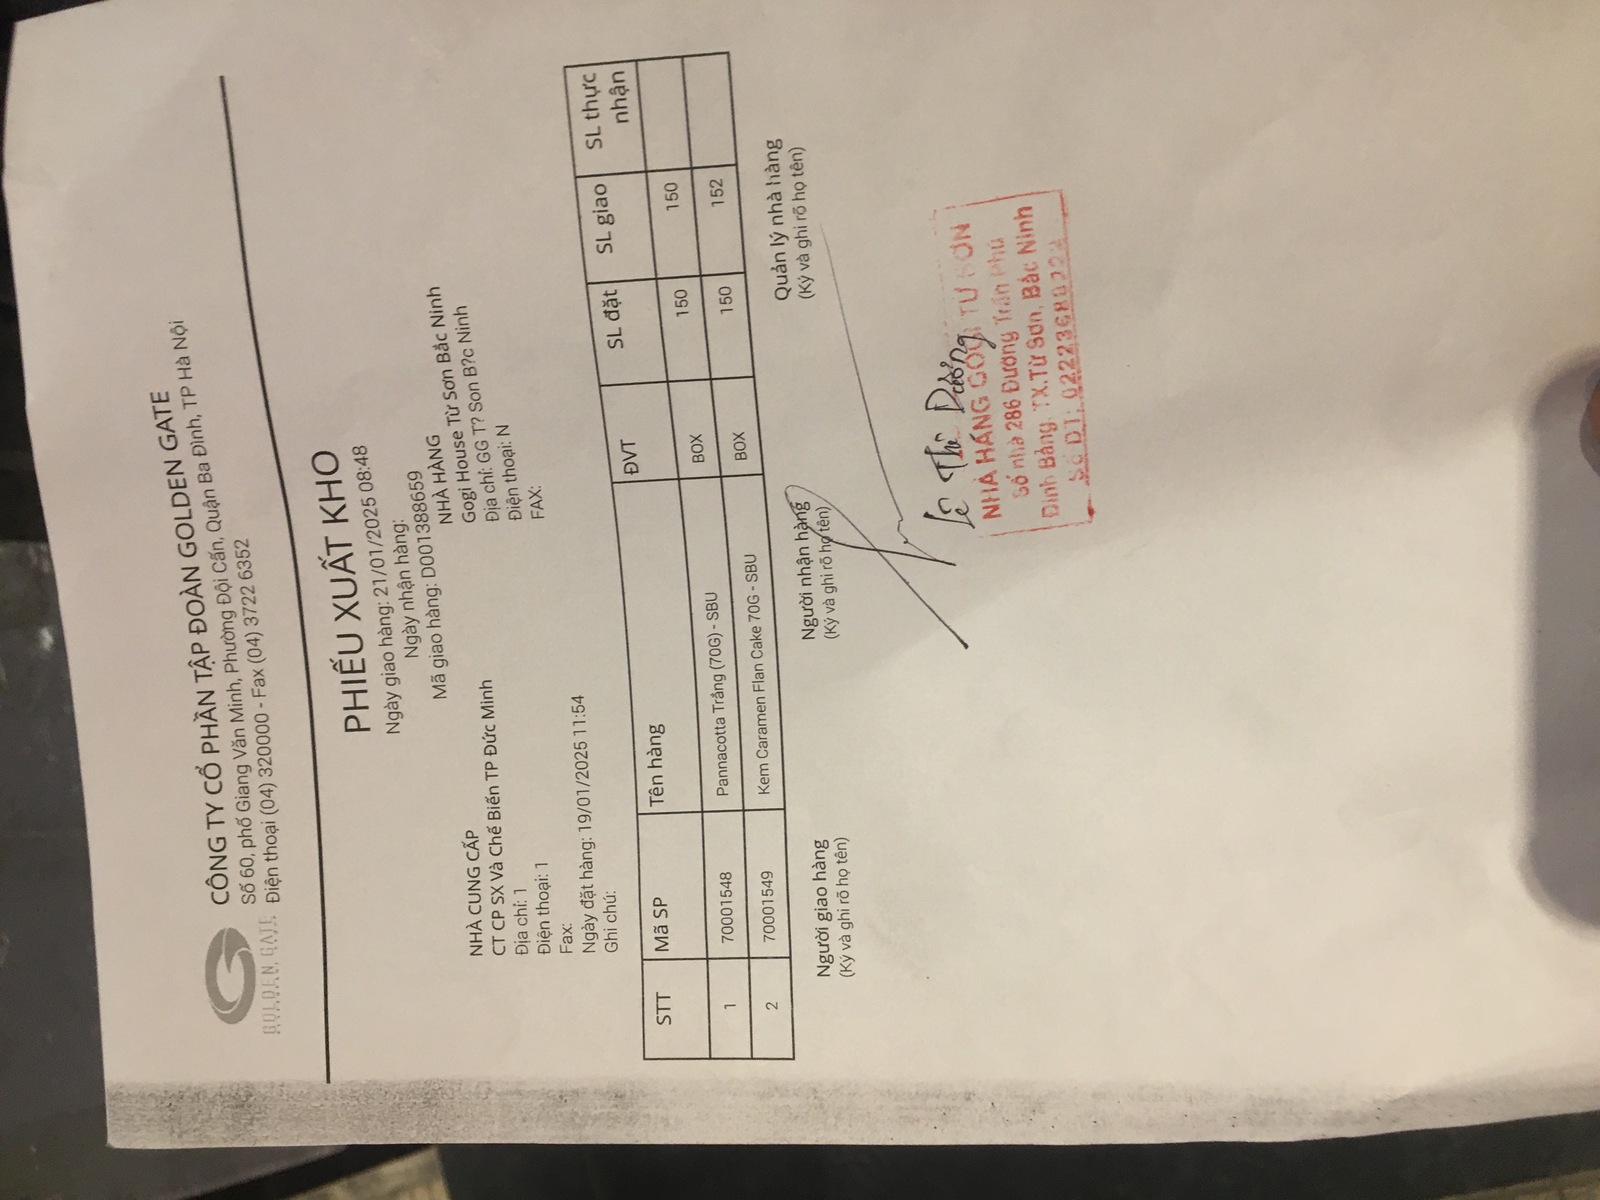 GOLDEN GATE
CÔNG TY CỔ PHẦN TẬP ĐOÀN GOLDEN GATE
Số 60, phố Giang Văn Minh, Phường Đội Cấn, Quận Ba Đình, TP Hà Nội
Điện thoại (04) 320000 - Fax (04) 3722 6352
PHIẾU XUẤT KHO
Ngày giao hàng: 21/01/2025 08:48
Ngày nhận hàng:
Mã giao hàng: D001388659
NHÀ CUNG CẤP
CT CP SX Và Chế Biến TP Đức Minh
Địa chỉ: 1
Điện thoại: 1
Fax:
Ngày đặt hàng: 19/01/2025 11:54
Ghi chú:
NHÀ HÀNG
Gogi House Từ Sơn Bắc Ninh
Địa chỉ: GG T? Son B?c Ninh
Điện thoại: N
FAX:
STT Mã SP Tên hàng ĐVT SL đặt SL giao SL thực nhận
1 70001548 Pannacotta Trắng (70G) - SBU BOX 150 150
2 70001549 Kem Caramen Flan Cake 70G - SBU BOX 150 152
Người giao hàng Người nhận hàng Quản lý nhà hàng
(Ký và ghi rõ họ tên) (Ký và ghi rõ họ tên) (Ký và ghi rõ họ tên)
Lê Thị Dương
NHÀ HÀNG GOGI TỪ SƠN
Số nhà 286 Đường Trần Phú
Đình Bảng, TX.Từ Sơn, Bắc Ninh
Số ĐT: